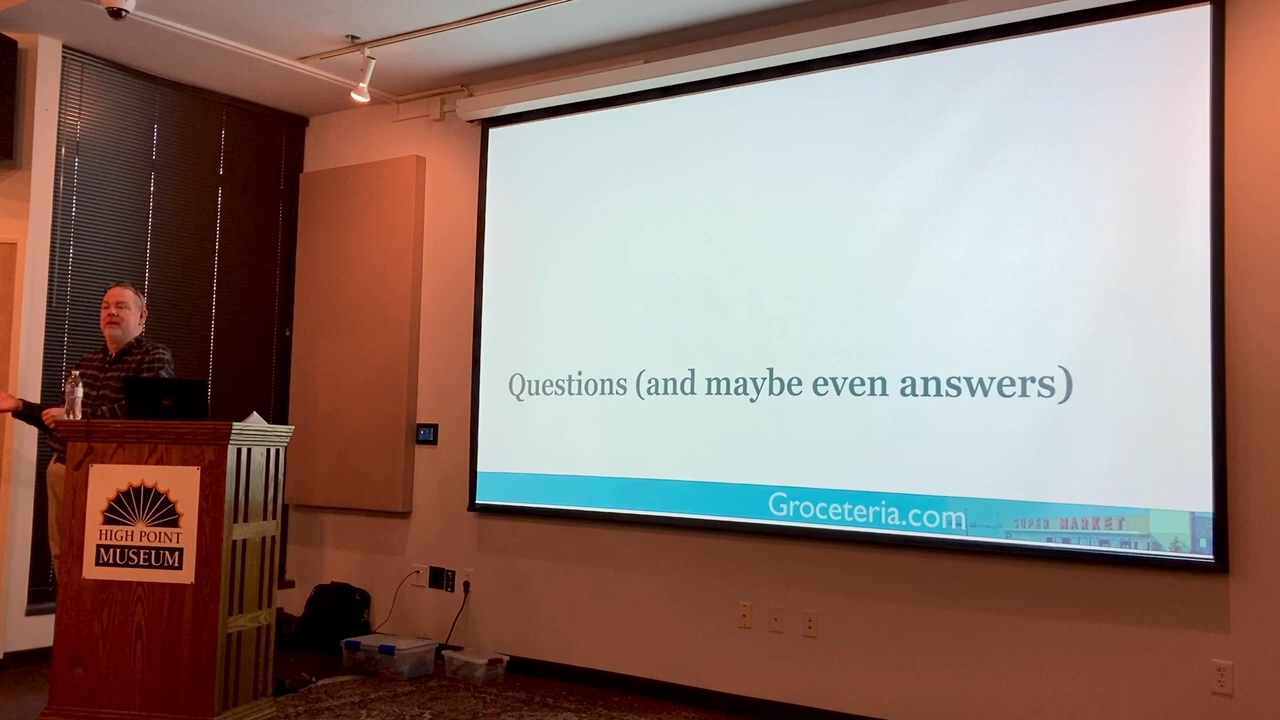 Questions (and maybe even answers)
Groceteria.com
SUPER MARKET
HIGH POINT
MUSEUM